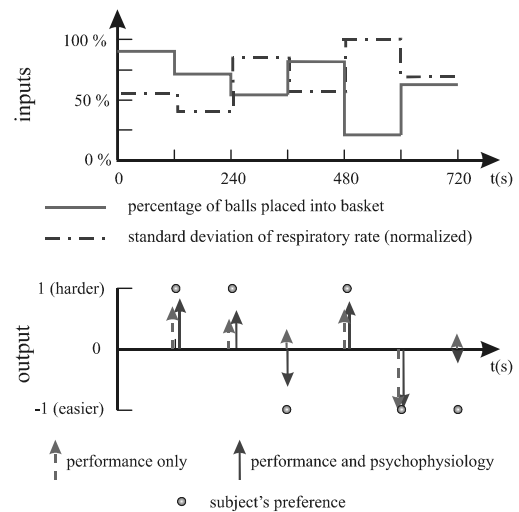 100 %
inputs
50 %
0 %
0 240 480 720 t(s)
percentage of balls placed into basket
standard deviation of respiratory rate (normalized)
1 (harder)
output
0
t(s)
-1 (easier)
performance only
performance and psychophysiology
subject's preference